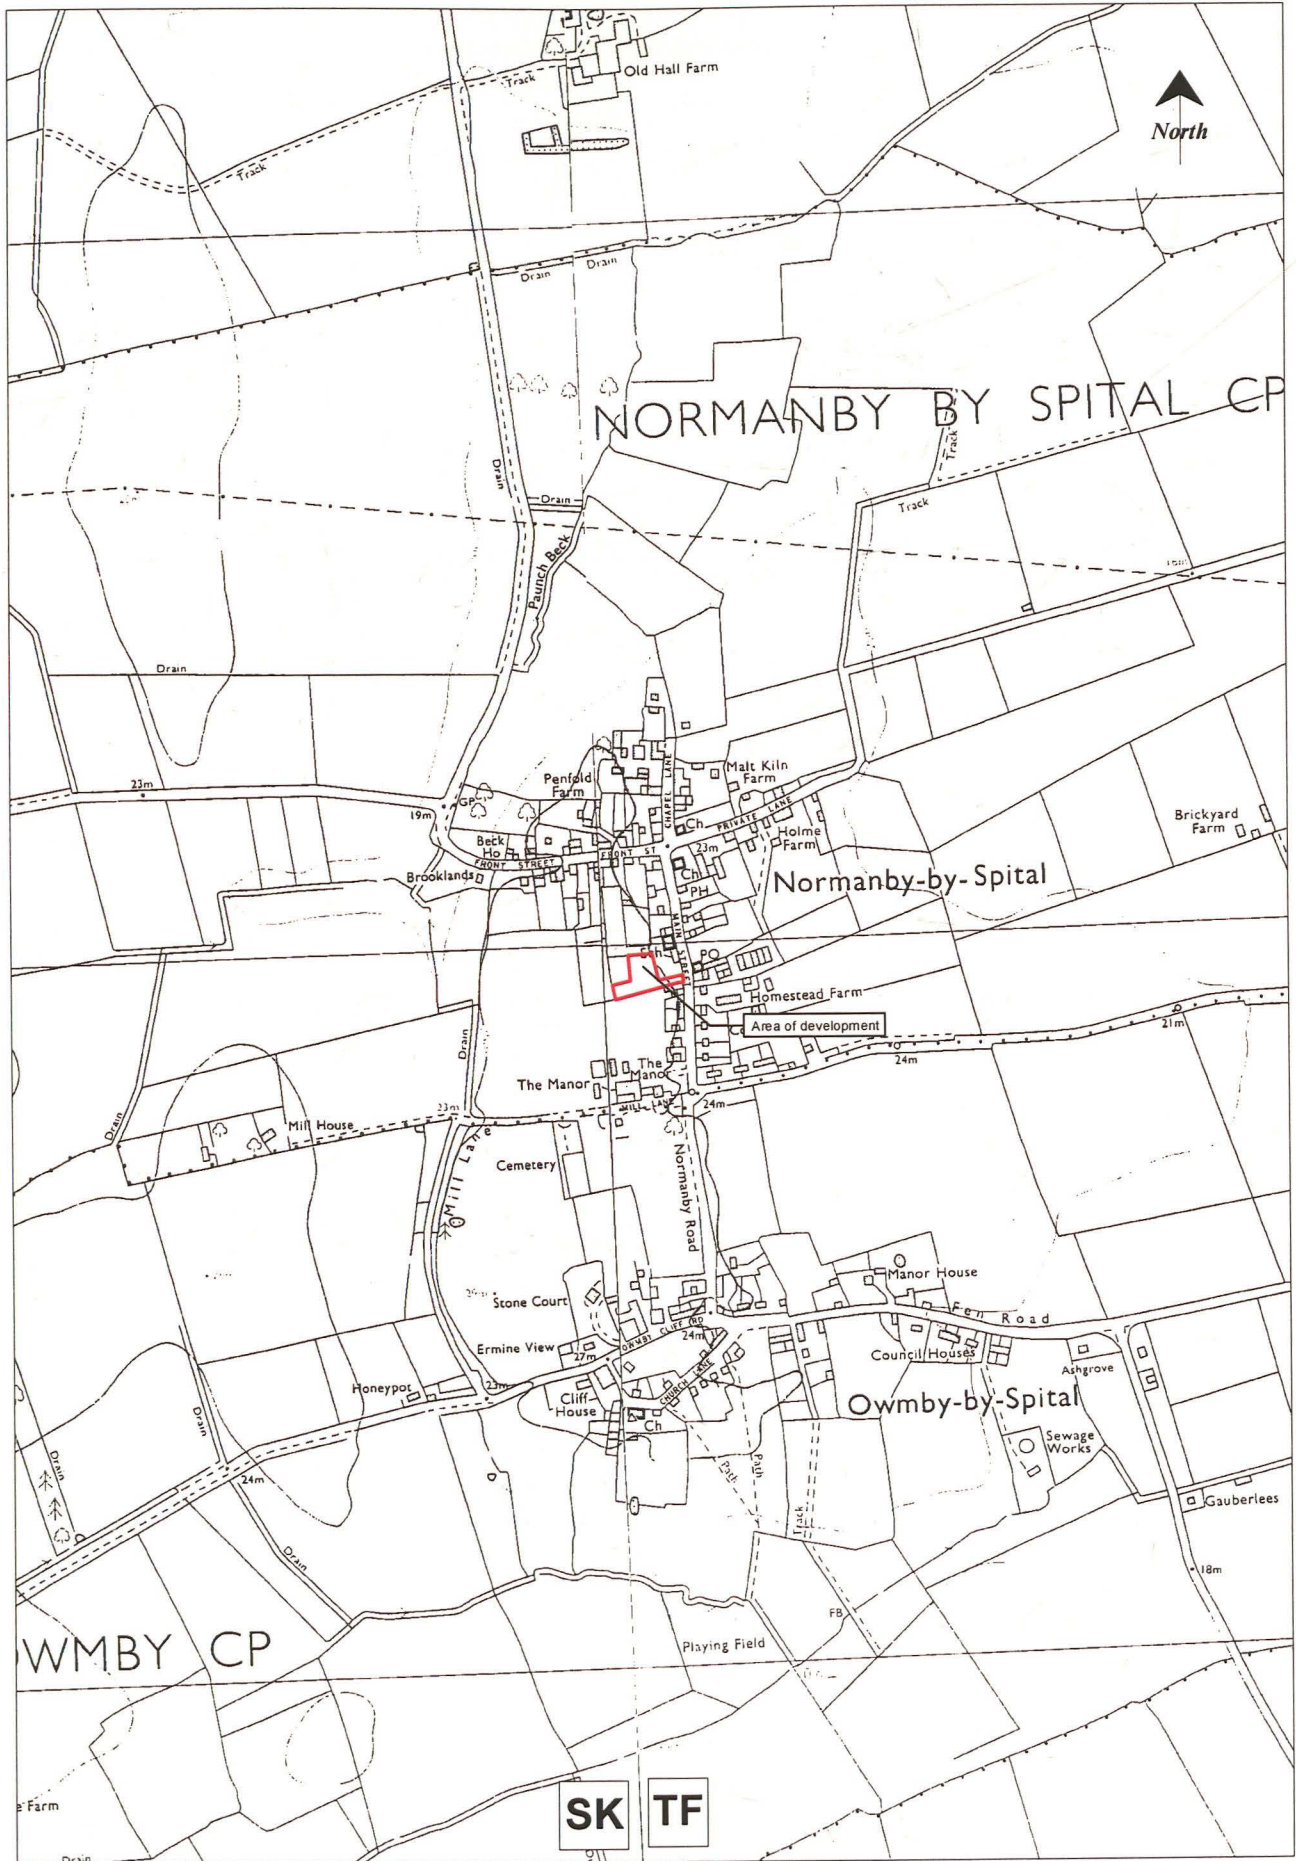 Old Hall Farm
Track
North
Track
Drain
Drain
NORMANBY BY SPITAL CP
Track
Drain
Drain
Track
Paunch Beck
Drain
Malt Kiln
Farm
Penfold
Farm
CHAPEL LANE
23m
GP
19m
Ch
PRIVATE LANE
Brickyard
Farm
Beck
Ho
FRONT STREET
FRONT ST
23m
Holme
Farm
Brooklands
Ch
PH
Normanby-by-Spital
MAIN STREET
PO
Homestead Farm
Area of development
21m
24m
Drain
The Manor
The
Manor
MILL LANE
24m
23m
Drain
Mill House
Mill Lane
Cemetery
Normanby Road
Manor House
Stone Court
Fen Road
OWMBY CLIFF RD
24m
Ermine View
27m
Council Houses
Ashgrove
Honeypot
23m
CHURCH LANE
Cliff
House
Ch
Owmby-by-Spital
Drain
Drain
Sewage
Works
Path
Path
24m
D
Track
Gauberlees
Drain
18m
FB
OWMBY CP
Playing Field
e Farm
SK
TF
Drain